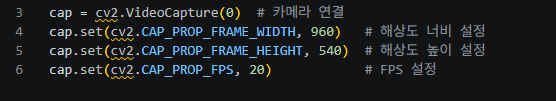 3 cap = cv2.VideoCapture(0)  # 카메라 연결
4 cap.set(cv2.CAP_PROP_FRAME_WIDTH, 960)   # 해상도 너비 설정
5 cap.set(cv2.CAP_PROP_FRAME_HEIGHT, 540)  # 해상도 높이 설정
6 cap.set(cv2.CAP_PROP_FPS, 20)            # FPS 설정